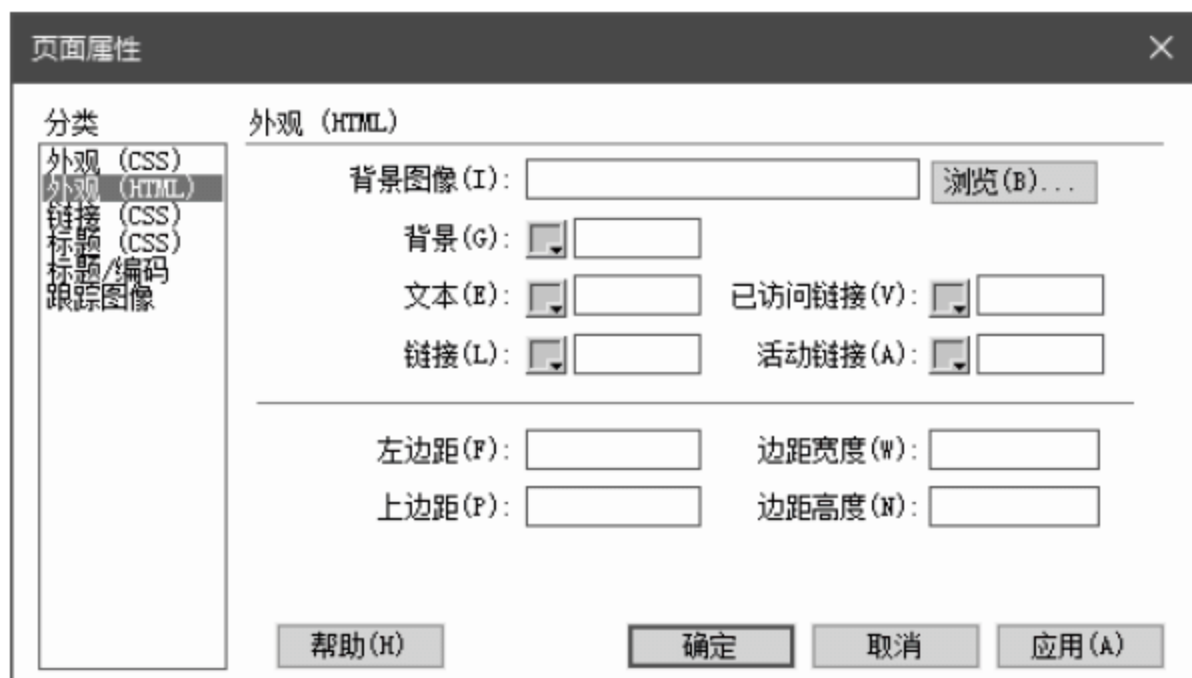 页面属性
分类
外观 (CSS)
外观 (HTML)
链接 (CSS)
标题 (CSS)
标题/编码
跟踪图像
外观 (HTML)
背景图像(I): 浏览(B)...
背景(G):
文本(E): 已访问链接(V):
链接(L): 活动链接(A):
左边距(F): 边距宽度(W):
上边距(P): 边距高度(N):
帮助(H) 确定 取消 应用(A)